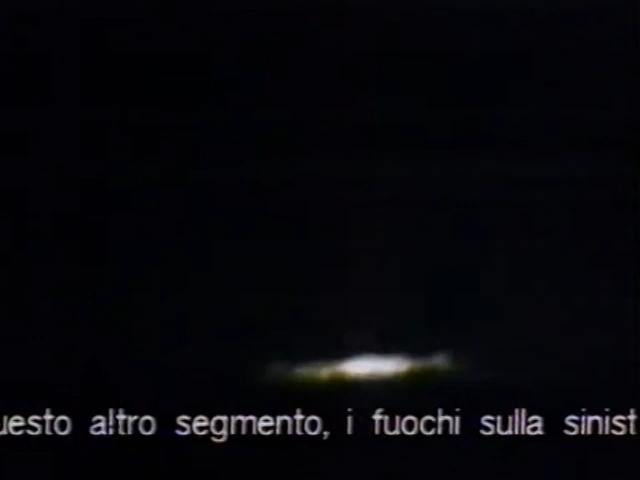 uesto altro segmento, i fuochi sulla sinist